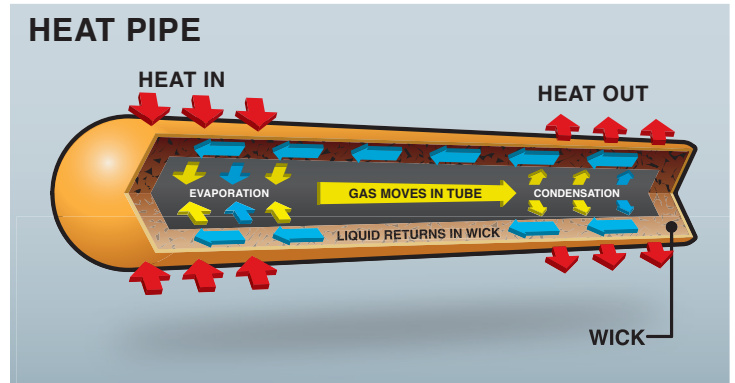 HEAT PIPE
HEAT IN
HEAT OUT
EVAPORATION
GAS MOVES IN TUBE
CONDENSATION
LIQUID RETURNS IN WICK
WICK